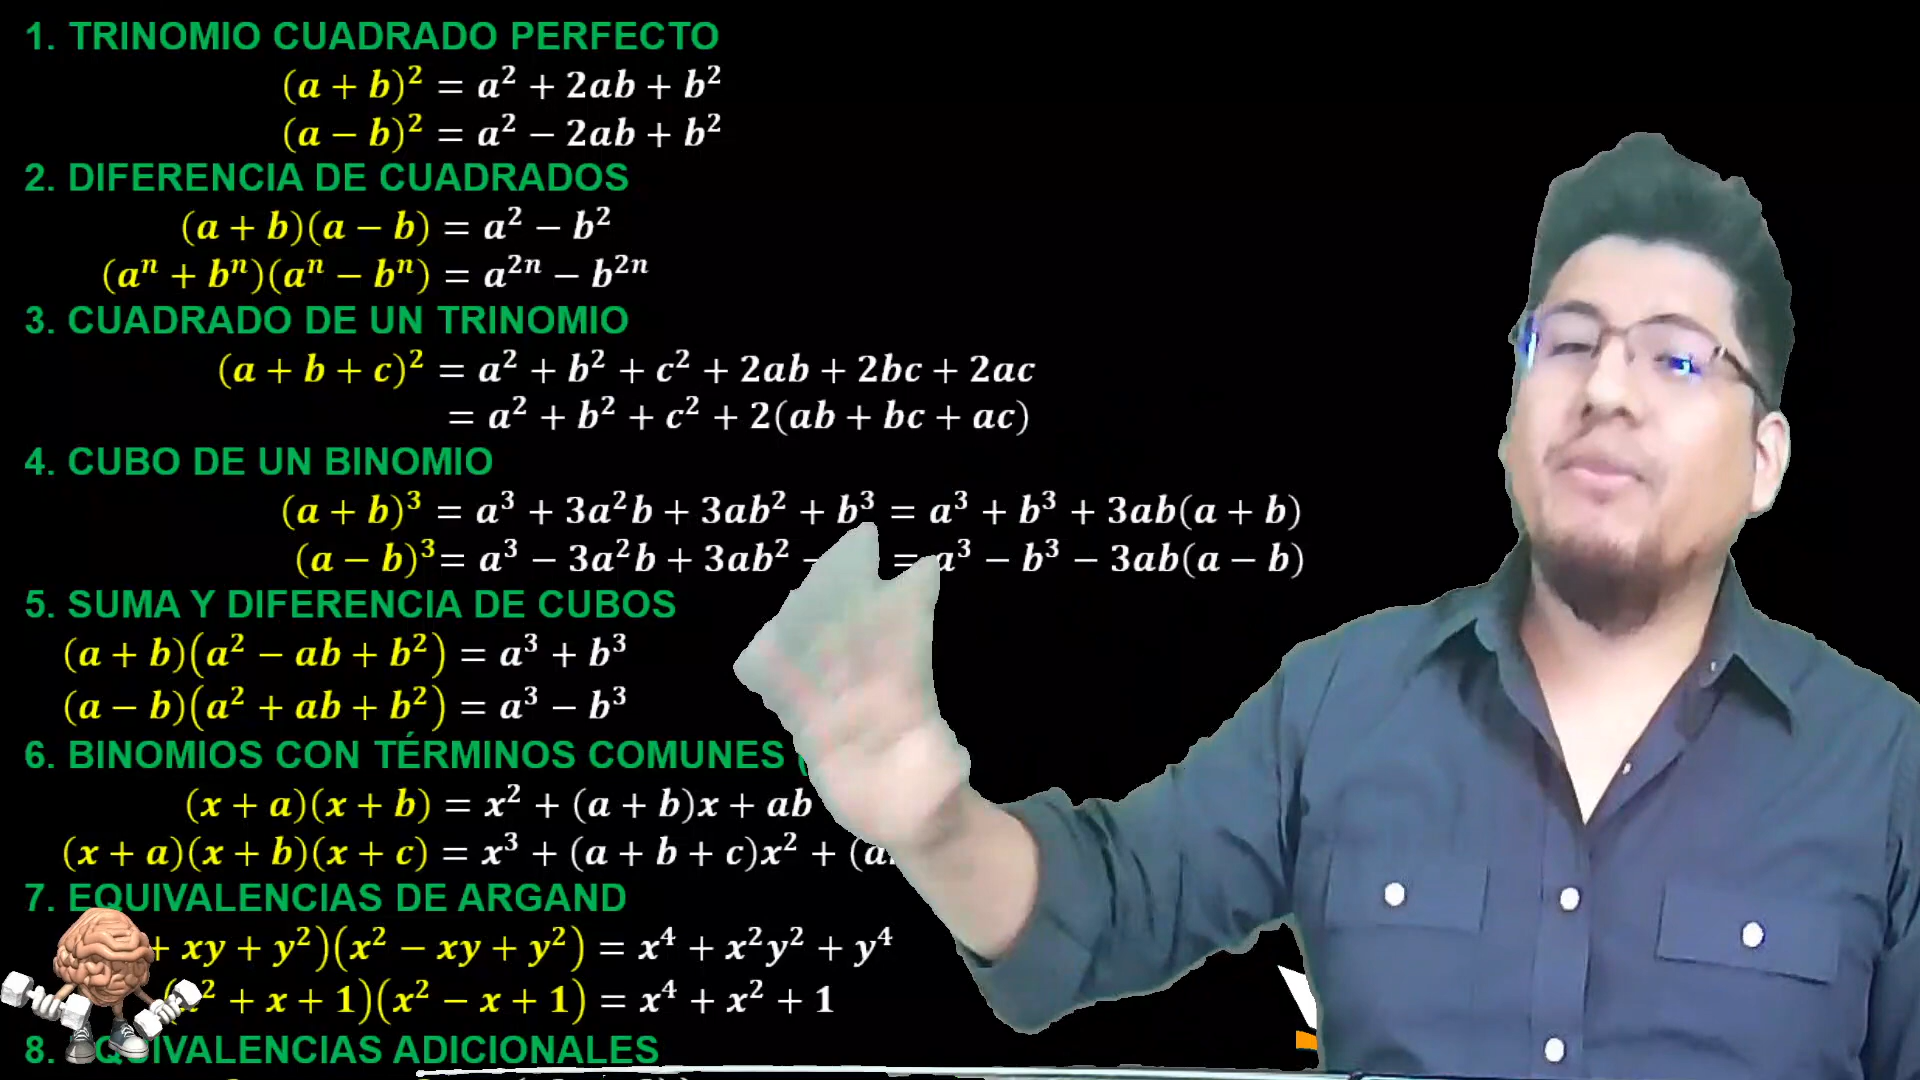 1. TRINOMIO CUADRADO PERFECTO
(a + b)² = a² + 2ab + b²
(a − b)² = a² − 2ab + b²
2. DIFERENCIA DE CUADRADOS
(a + b)(a − b) = a² − b²
(aⁿ + bⁿ)(aⁿ − bⁿ) = a²ⁿ − b²ⁿ
3. CUADRADO DE UN TRINOMIO
(a + b + c)² = a² + b² + c² + 2ab + 2bc + 2ac
= a² + b² + c² + 2(ab + bc + ac)
4. CUBO DE UN BINOMIO
(a + b)³ = a³ + 3a²b + 3ab² + b³ = a³ + b³ + 3ab(a + b)
(a − b)³= a³ − 3a²b + 3ab² − = a³ − b³ − 3ab(a − b)
5. SUMA Y DIFERENCIA DE CUBOS
(a + b)(a² − ab + b²) = a³ + b³
(a − b)(a² + ab + b²) = a³ − b³
6. BINOMIOS CON TÉRMINOS COMUNES (
(x + a)(x + b) = x² + (a + b)x + ab
(x + a)(x + b)(x + c) = x³ + (a + b + c)x² + (a
7. EQUIVALENCIAS DE ARGAND
+ xy + y²)(x² − xy + y²) = x⁴ + x²y² + y⁴
² + x + 1)(x² − x + 1) = x⁴ + x² + 1
8. EQUIVALENCIAS ADICIONALES